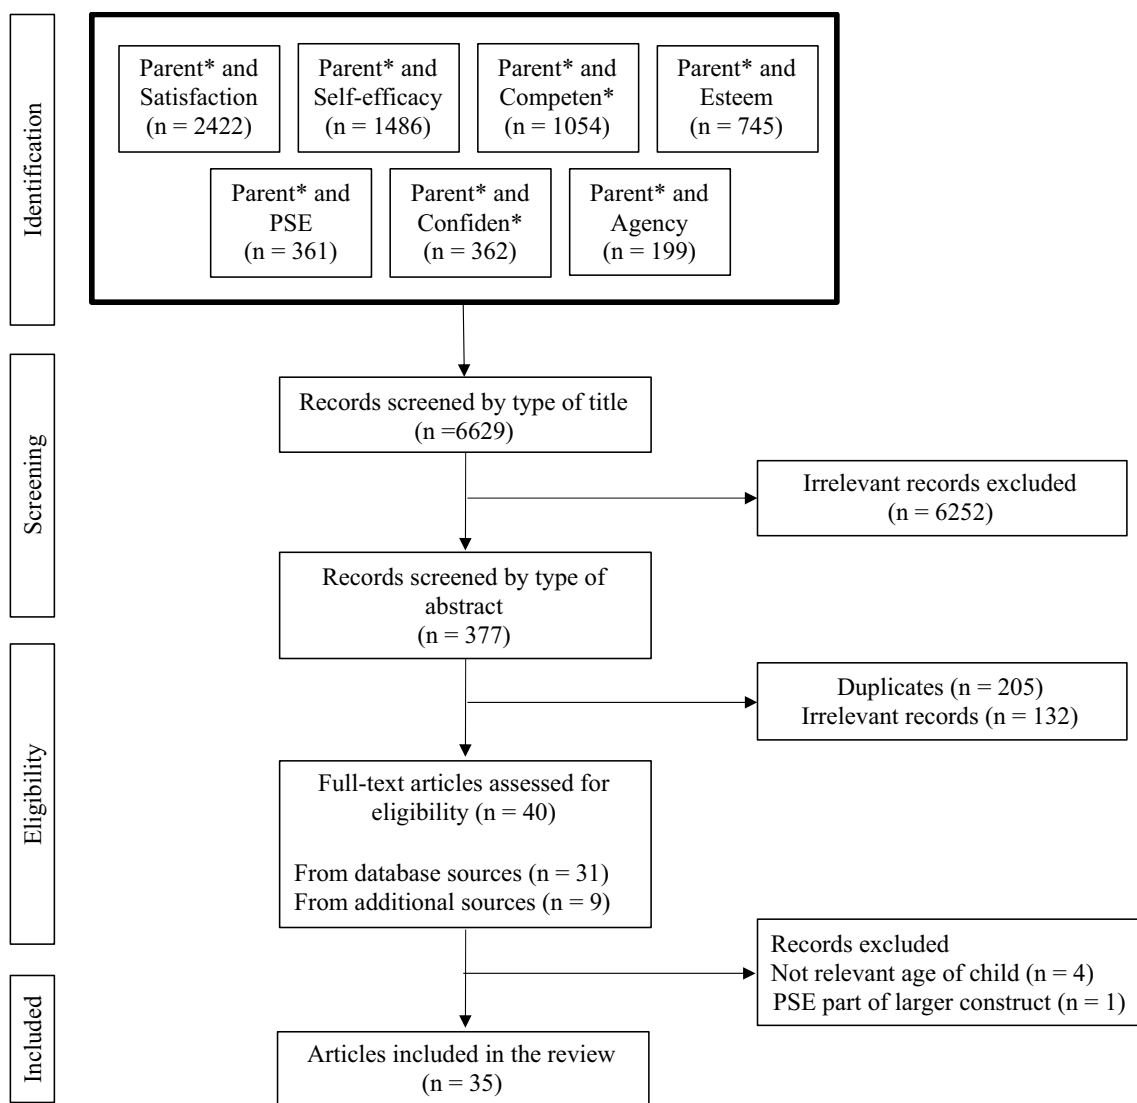 Identification
Parent* and
Satisfaction
(n = 2422)
Parent* and
Self-efficacy
(n = 1486)
Parent* and
Competen*
(n = 1054)
Parent* and
Esteem
(n = 745)
Parent* and
PSE
(n = 361)
Parent* and
Confiden*
(n = 362)
Parent* and
Agency
(n = 199)
Screening
Records screened by type of title
(n =6629)
Irrelevant records excluded
(n = 6252)
Records screened by type of
abstract
(n = 377)
Eligibility
Duplicates (n = 205)
Irrelevant records (n = 132)
Full-text articles assessed for
eligibility (n = 40)
From database sources (n = 31)
From additional sources (n = 9)
Records excluded
Not relevant age of child (n = 4)
PSE part of larger construct (n = 1)
Included
Articles included in the review
(n = 35)